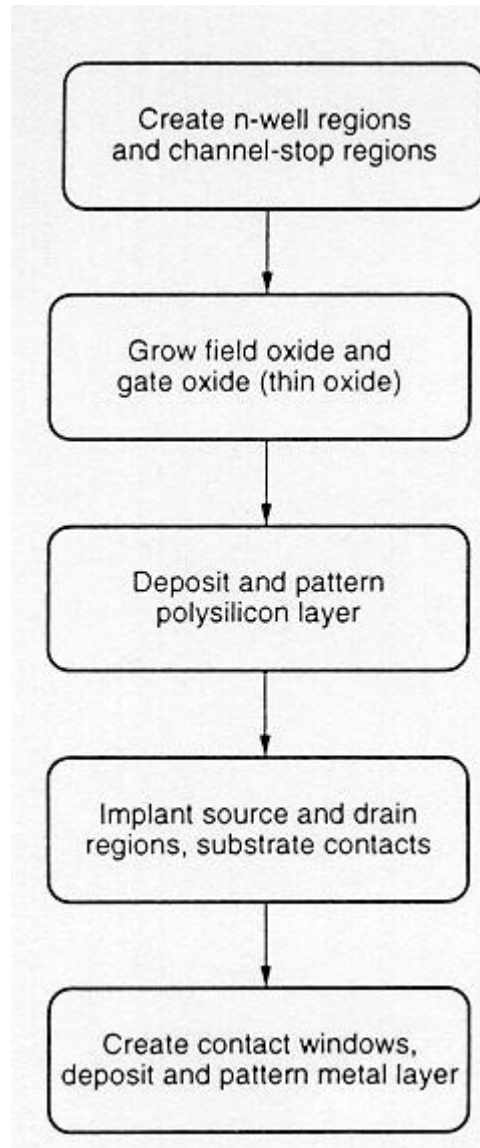 Create n-well regions
and channel-stop regions
Grow field oxide and
gate oxide (thin oxide)
Deposit and pattern
polysilicon layer
Implant source and drain
regions, substrate contacts
Create contact windows,
deposit and pattern metal layer